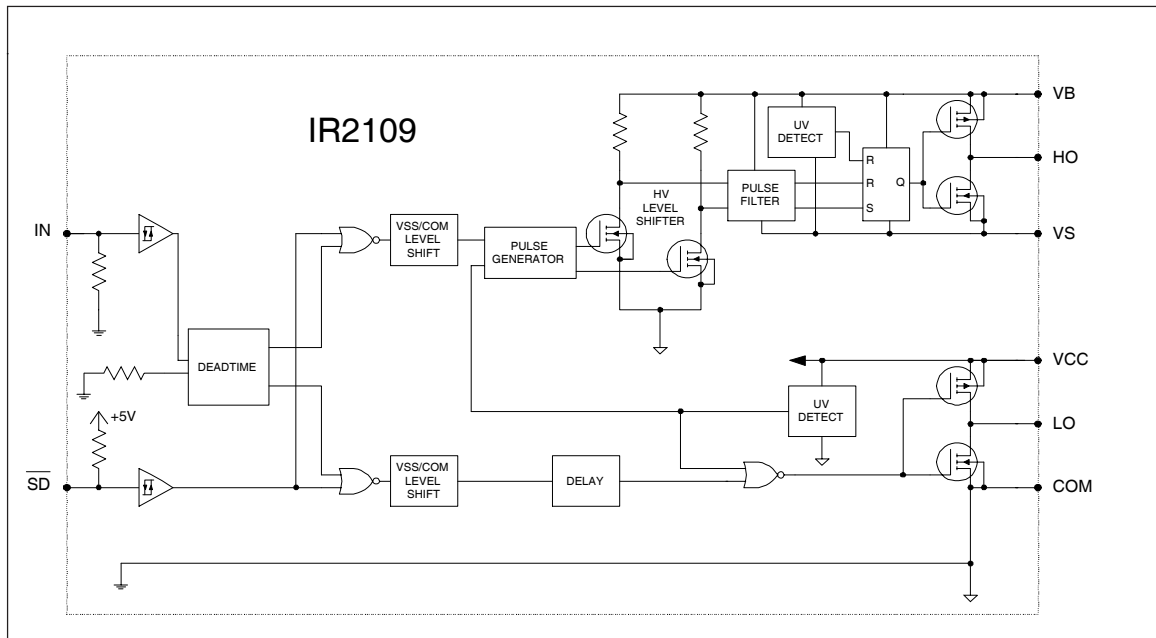 IR2109
VB
UV
DETECT
R
R
S
Q
HO
PULSE
FILTER
HV
LEVEL
SHIFTER
IN
VSS/COM
LEVEL
SHIFT
PULSE
GENERATOR
VS
DEADTIME
VCC
+5V
UV
DETECT
LO
SD
VSS/COM
LEVEL
SHIFT
DELAY
COM